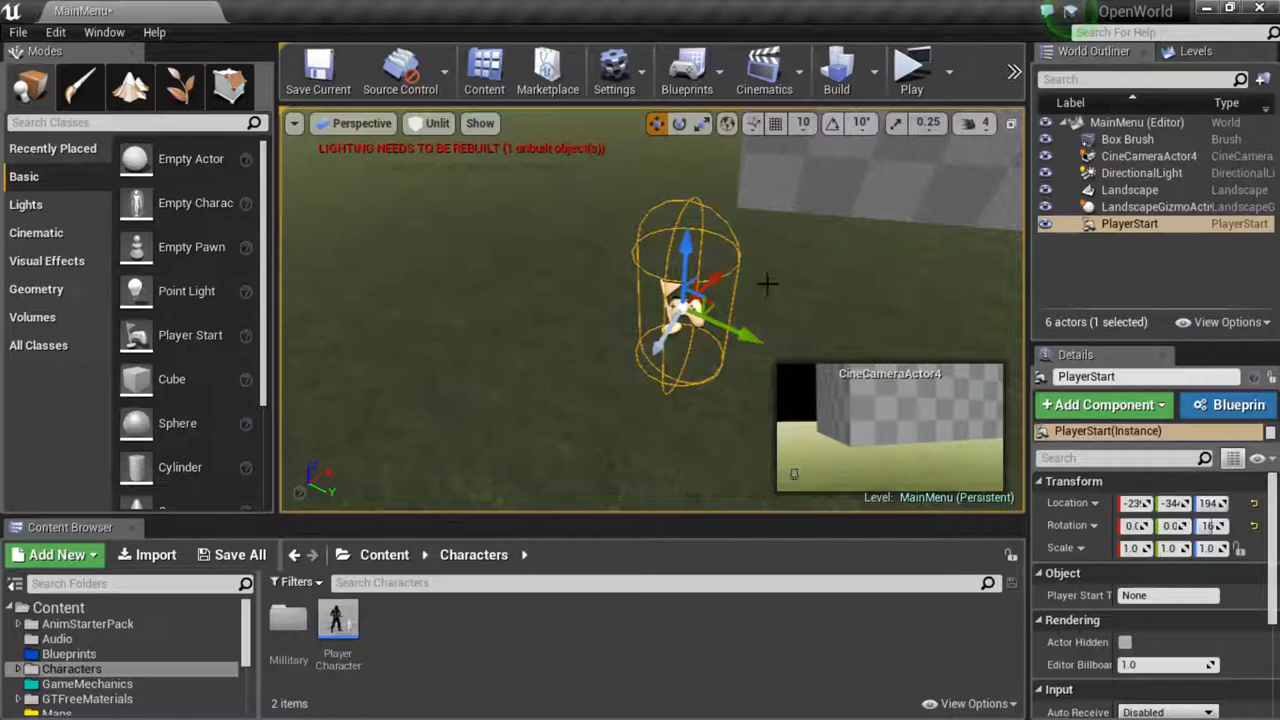 MainMenu*
OpenWorld
File Edit Window Help
Search For Help
Modes
Search Classes
Recently Placed
Basic
Lights
Cinematic
Visual Effects
Geometry
Volumes
All Classes
Empty Actor
Empty Charac
Empty Pawn
Point Light
Player Start
Cube
Sphere
Cylinder
Save Current
Source Control
Content
Marketplace
Settings
Blueprints
Cinematics
Build
Play
Perspective
Unlit
Show
10
10°
0.25
4
LIGHTING NEEDS TO BE REBUILT (1 unbuilt object(s))
CineCameraActor4
Level: MainMenu (Persistent)
X
Y
Z
World Outliner
Levels
Search
Label Type
MainMenu (Editor) World
Box Brush Brush
CineCameraActor4 CineCamera
DirectionalLight DirectionalLi
Landscape Landscape
LandscapeGizmoActi LandscapeG
PlayerStart PlayerStart
6 actors (1 selected)
View Options
Details
PlayerStart
+Add Component
Blueprin
PlayerStart(Instance)
Search
Transform
Location -23 -34 194
Rotation 0.0 0.0 16
Scale 1.0 1.0 1.0
Object
Player Start T None
Rendering
Actor Hidden
Editor Billboar 1.0
Input
Auto Receive Disabled
Content Browser
Add New
Import
Save All
Content
Characters
Search Folders
Filters
Search Characters
Content
AnimStarterPack
Audio
Blueprints
Characters
GameMechanics
GTFreeMaterials
Maps
Millitary
Player
Character
2 items
View Options